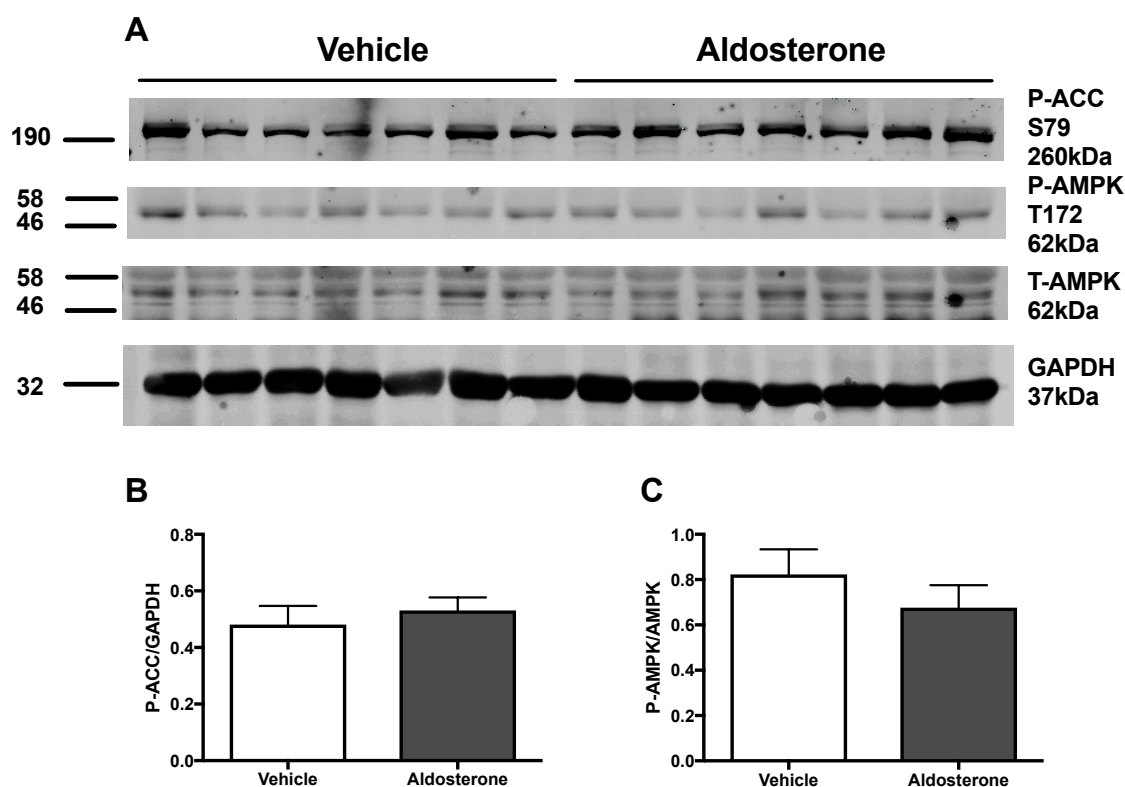 A
Vehicle Aldosterone
190
P-ACC
S79
260kDa
58
46
P-AMPK
T172
62kDa
58
46
T-AMPK
62kDa
32
GAPDH
37kDa
B
P-ACC/GAPDH
0.8
0.6
0.4
0.2
0.0
Vehicle Aldosterone
C
P-AMPK/AMPK
1.0
0.8
0.6
0.4
0.2
0.0
Vehicle Aldosterone